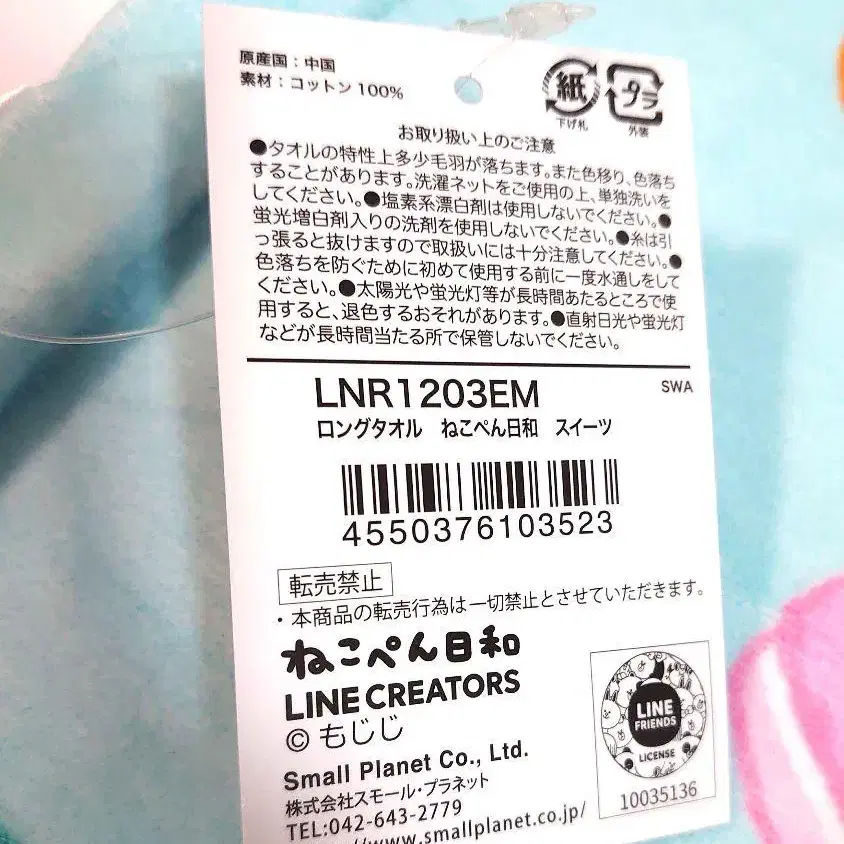 原産国：中国
素材：コットン100%
紙
下げ札
プラ
外装
お取り扱い上のご注意
●タオルの特性上多少毛羽が落ちます。また色移り、色落ち
することがあります。洗濯ネットをご使用の上、単独洗いを
してください。●塩素系漂白剤は使用しないでください。●
蛍光増白剤入りの洗剤を使用しないでください。●糸は引
っ張ると抜けますので取扱いには十分注意してください。●
色落ちを防ぐために初めて使用する前に一度水通しをして
ください。●太陽光や蛍光灯等が長時間あたるところで使
用すると、退色するおそれがあります。●直射日光や蛍光灯
などが長時間当たる所で保管しないでください。
LNR1203EM
SWA
ロングタオル ねこぺん日和 スイーツ
4550376103523
転売禁止
・本商品の転売行為は一切禁止とさせていただきます。
ねこぺん日和
LINE CREATORS
© もじじ
Small Planet Co., Ltd.
株式会社スモール・プラネット
TEL:042-643-2779
http://www.smallplanet.co.jp/
LINE
FRIENDS
LICENSE
10035136